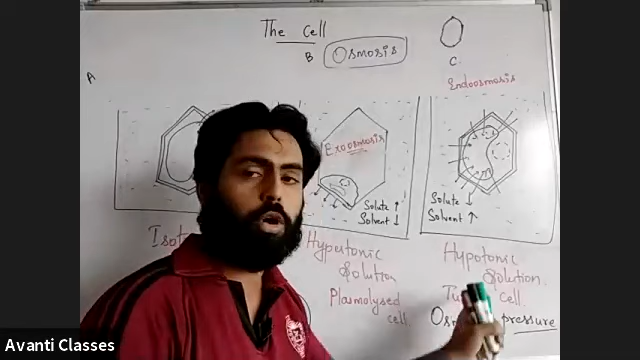 The cell
A
B
Osmosis
C
Endoosmosis
Exoosmosis
Solute ↑
Solvent ↓
Solute ↓
Solvent ↑
Hypertonic
Solution
Plasmolysed
cell.
Hypotonic
Solution.
cell.
pressure
Avanti Classes